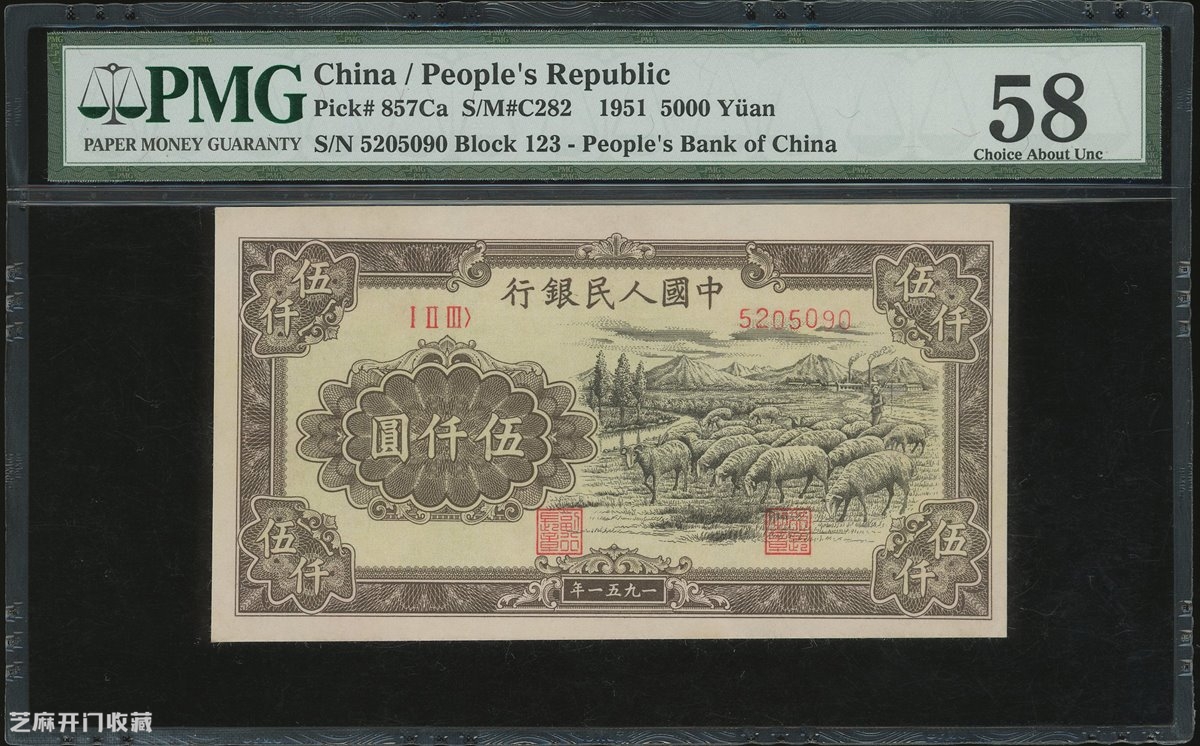 PMG
PAPER MONEY GUARANTY
China / People's Republic
Pick# 857Ca S/M#C282 1951 5000 Yüan
S/N 5205090 Block 123 - People's Bank of China
58
Choice About Unc
伍仟
伍仟
行銀民人國中
I II III〉
5205090
圓仟伍
伍仟
伍仟
年一五九一
芝麻开门收藏